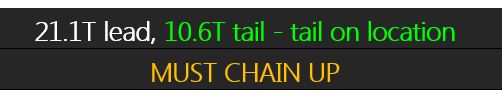 21.1T lead, 10.6T tail - tail on location
MUST CHAIN UP